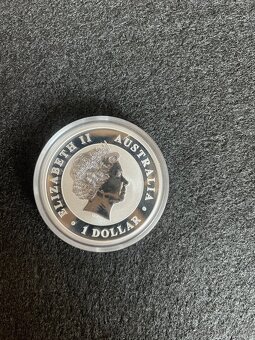 ELIZABETH II AUSTRALIA
• 1 DOLLAR •